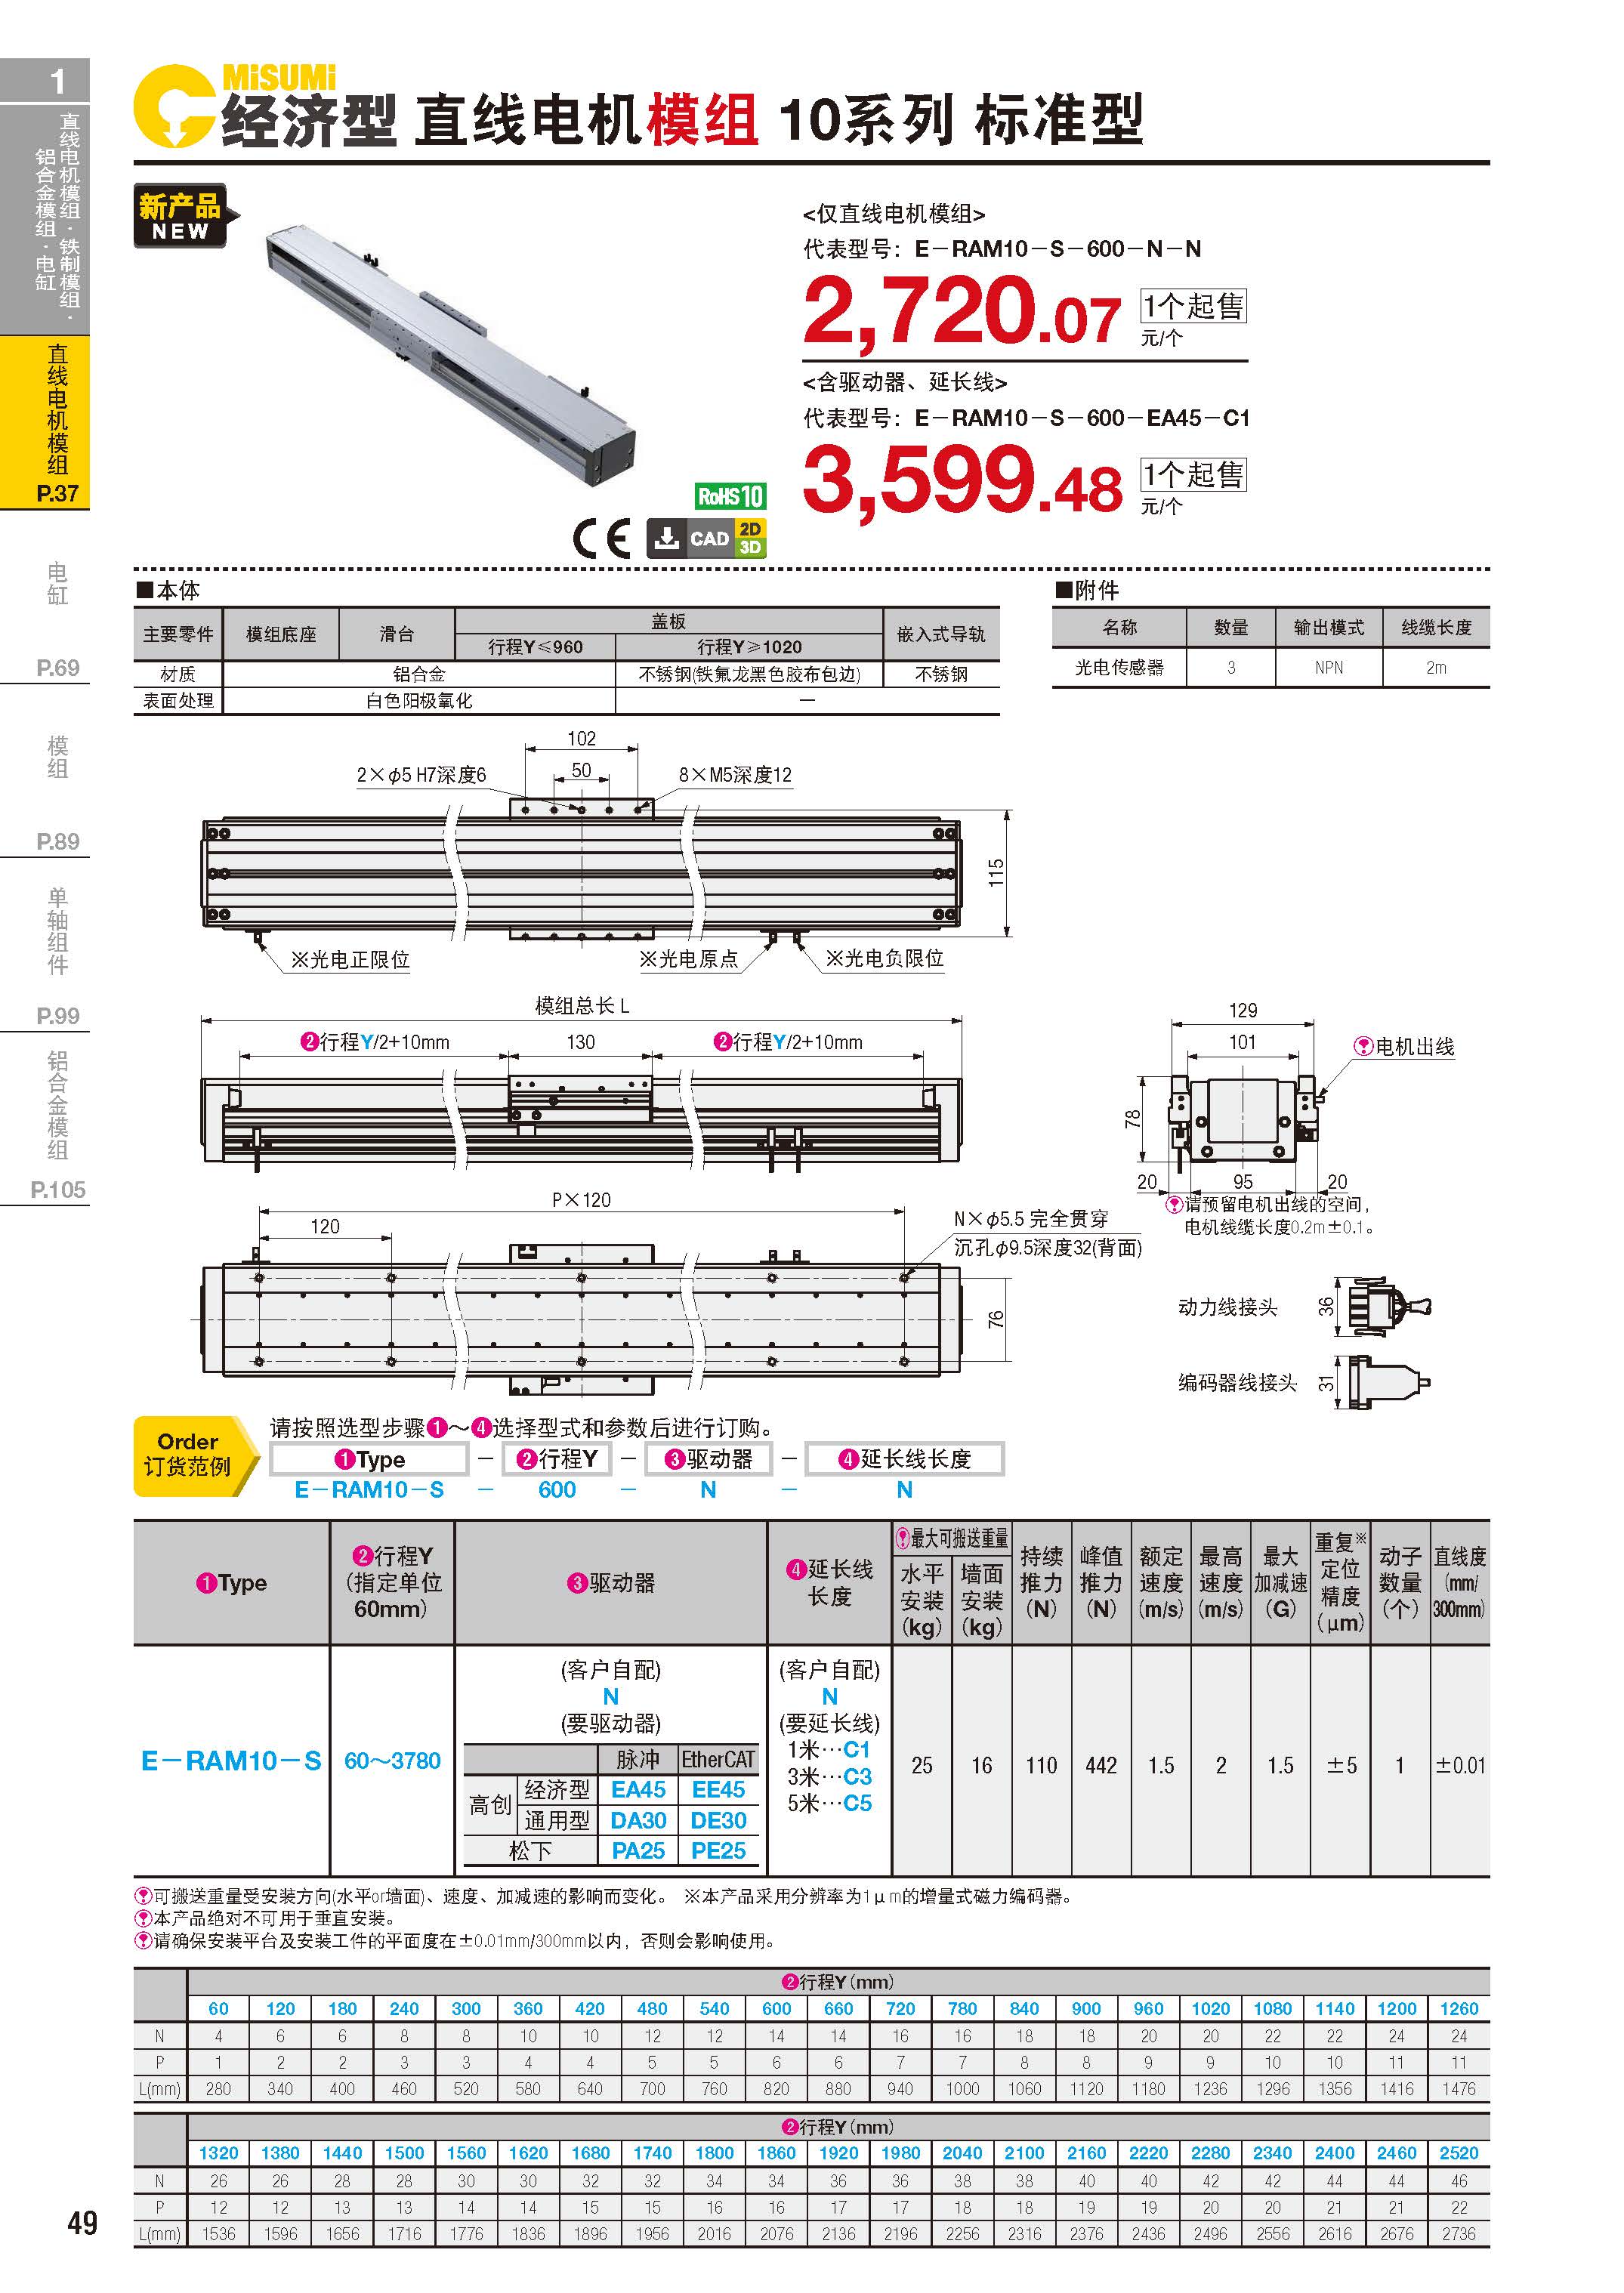 1
直线电机模组·铁制模组·
铝合金模组·电缸
直线电机模组
P.37
电缸
P.69
模组
P.89
单轴组件
P.99
铝合金模组
P.105
MiSUMi
经济型 直线电机模组 10系列 标准型
新产品
NEW
<仅直线电机模组>
代表型号：E－RAM10－S－600－N－N
2,720.07 1个起售
元/个
<含驱动器、延长线>
代表型号：E－RAM10－S－600－EA45－C1
3,599.48 1个起售
元/个
RoHS10
CE CAD 2D 3D
■本体
主要零件 模组底座 滑台 盖板 嵌入式导轨
行程Y≤960 行程Y≥1020
材质 铝合金 不锈钢(铁氟龙黑色胶布包边) 不锈钢
表面处理 白色阳极氧化 －
■附件
名称 数量 输出模式 线缆长度
光电传感器 3 NPN 2m
102
2×φ5 H7深度6 50 8×M5深度12
115
※光电正限位 ※光电原点 ※光电负限位
模组总长 L
❷行程Y/2+10mm 130 ❷行程Y/2+10mm
129
101 电机出线
78
20 95 20
请预留电机出线的空间，
电机线缆长度0.2m±0.1。
P×120
120
N×φ5.5 完全贯穿
沉孔φ9.5深度32(背面)
76
动力线接头 36
编码器线接头 31
Order
订货范例
请按照选型步骤❶～❹选择型式和参数后进行订购。
❶Type － ❷行程Y － ❸驱动器 － ❹延长线长度
E－RAM10－S － 600 － N － N
❶Type ❷行程Y (指定单位 60mm) ❸驱动器 ❹延长线长度 最大可搬送重量 水平安装 (kg) 墙面安装 (kg) 持续推力 (N) 峰值推力 (N) 额定速度 (m/s) 最高速度 (m/s) 最大加减速 (G) 重复※定位精度 (μm) 动子数量 (个) 直线度 (mm/300mm)
(客户自配) (客户自配)
N N
(要驱动器) (要延长线)
脉冲 EtherCAT 1米…C1
E－RAM10－S 60～3780 25 16 110 442 1.5 2 1.5 ±5 1 ±0.01
高创 经济型 EA45 EE45 3米…C3
通用型 DA30 DE30 5米…C5
松下 PA25 PE25
可搬送重量受安装方向(水平or墙面)、速度、加减速的影响而变化。 ※本产品采用分辨率为1μm的增量式磁力编码器。
本产品绝对不可用于垂直安装。
请确保安装平台及安装工件的平面度在±0.01mm/300mm以内，否则会影响使用。
❷行程Y(mm)
60 120 180 240 300 360 420 480 540 600 660 720 780 840 900 960 1020 1080 1140 1200 1260
N 4 6 6 8 8 10 10 12 12 14 14 16 16 18 18 20 20 22 22 24 24
P 1 2 2 3 3 4 4 5 5 6 6 7 7 8 8 9 9 10 10 11 11
L(mm) 280 340 400 460 520 580 640 700 760 820 880 940 1000 1060 1120 1180 1236 1296 1356 1416 1476
❷行程Y(mm)
1320 1380 1440 1500 1560 1620 1680 1740 1800 1860 1920 1980 2040 2100 2160 2220 2280 2340 2400 2460 2520
N 26 26 28 28 30 30 32 32 34 34 36 36 38 38 40 40 42 42 44 44 46
P 12 12 13 13 14 14 15 15 16 16 17 17 18 18 19 19 20 20 21 21 22
L(mm) 1536 1596 1656 1716 1776 1836 1896 1956 2016 2076 2136 2196 2256 2316 2376 2436 2496 2556 2616 2676 2736
49